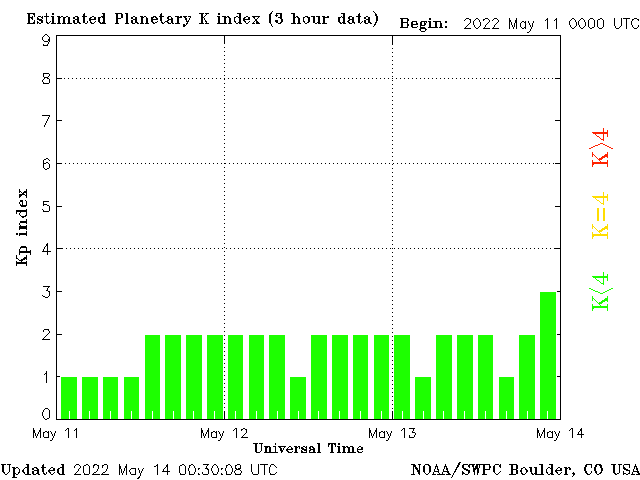 Estimated Planetary K index (3 hour data)
Begin: 2022 May 11 0000 UTC
9
8
7
6
5
4
3
2
1
0
Kp index
K>4
K=4
K<4
May 11
May 12
May 13
May 14
Universal Time
Updated 2022 May 14 00:30:08 UTC
NOAA/SWPC Boulder, CO USA